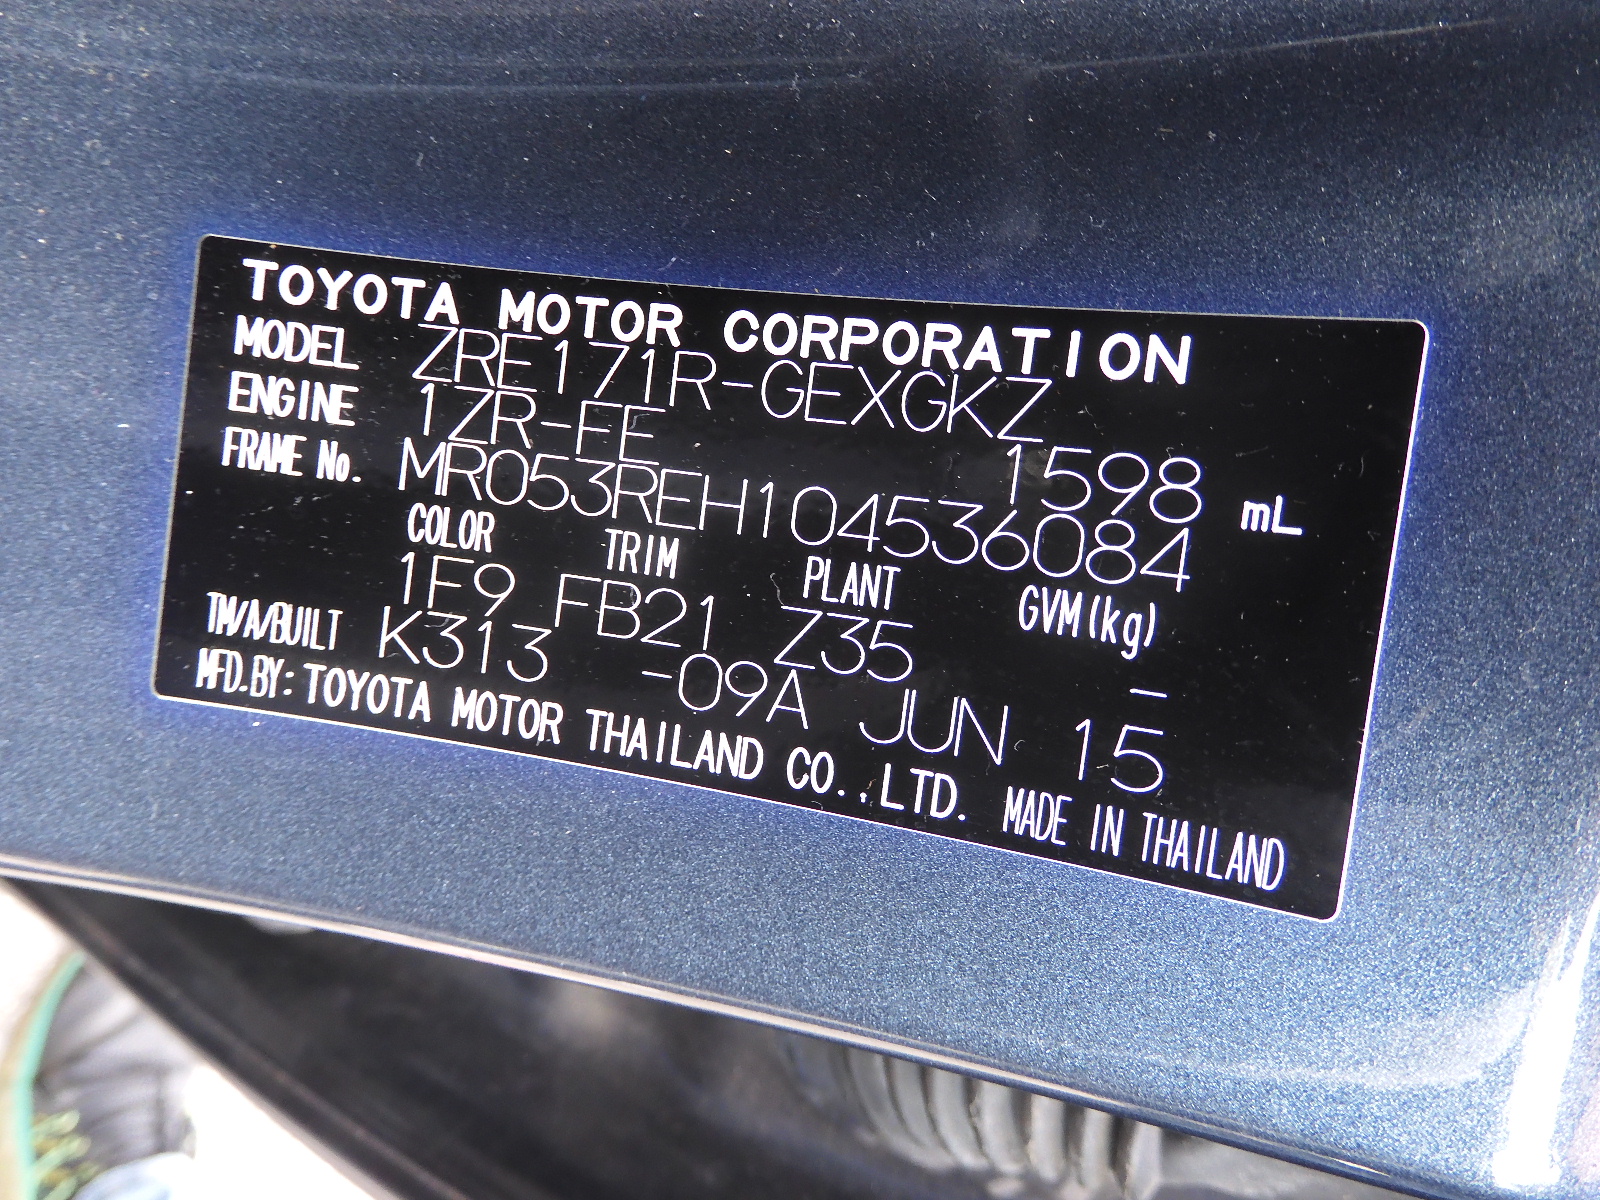 TOYOTA MOTOR CORPORATION
MODEL ZRE171R-GEXGKZ
ENGINE 1ZR-FE 1598 mL
FRAME No. MR053REH104536084
COLOR TRIM PLANT GVM(kg)
1F9 FB21 Z35 –
TM/A/BUILT K313 -09A JUN 15
MFD.BY: TOYOTA MOTOR THAILAND CO.,LTD. MADE IN THAILAND